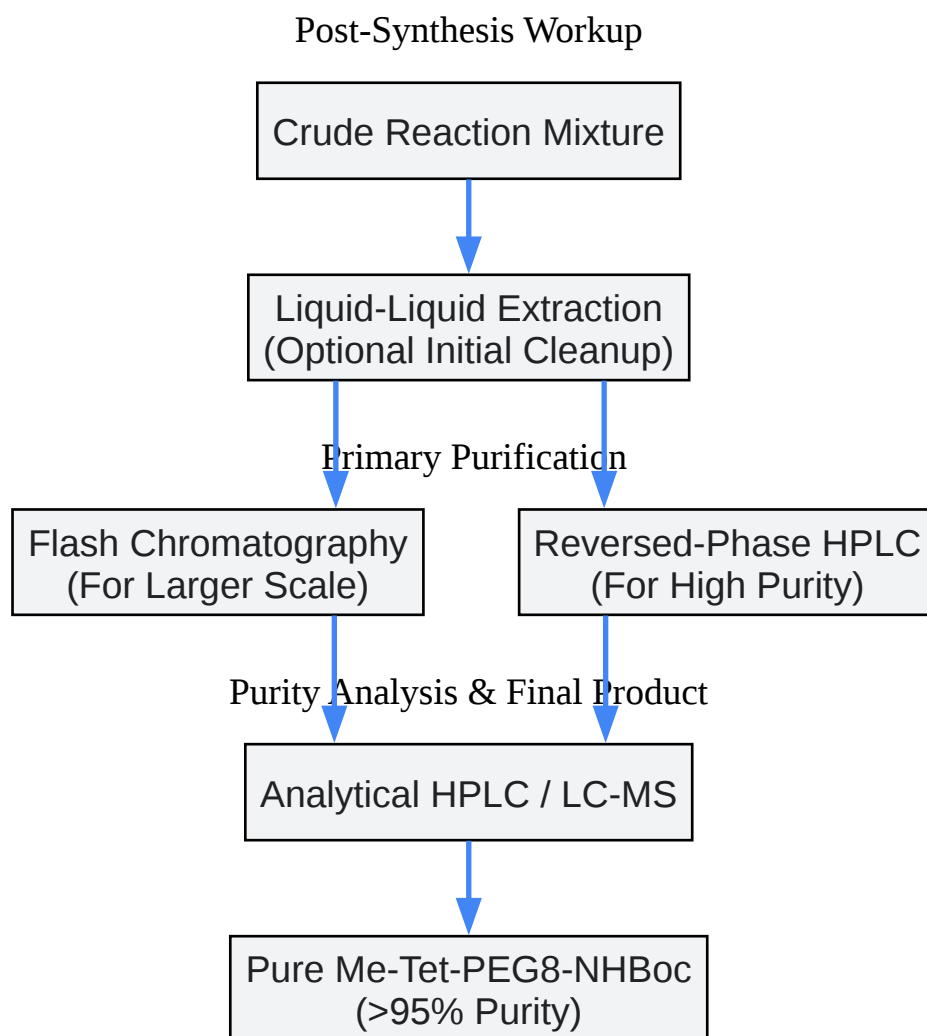 Post-Synthesis Workup
Crude Reaction Mixture
Liquid-Liquid Extraction
(Optional Initial Cleanup)
Primary Purification
Flash Chromatography
(For Larger Scale)
Reversed-Phase HPLC
(For High Purity)
Purity Analysis & Final Product
Analytical HPLC / LC-MS
Pure Me-Tet-PEG8-NHBoc
(>95% Purity)